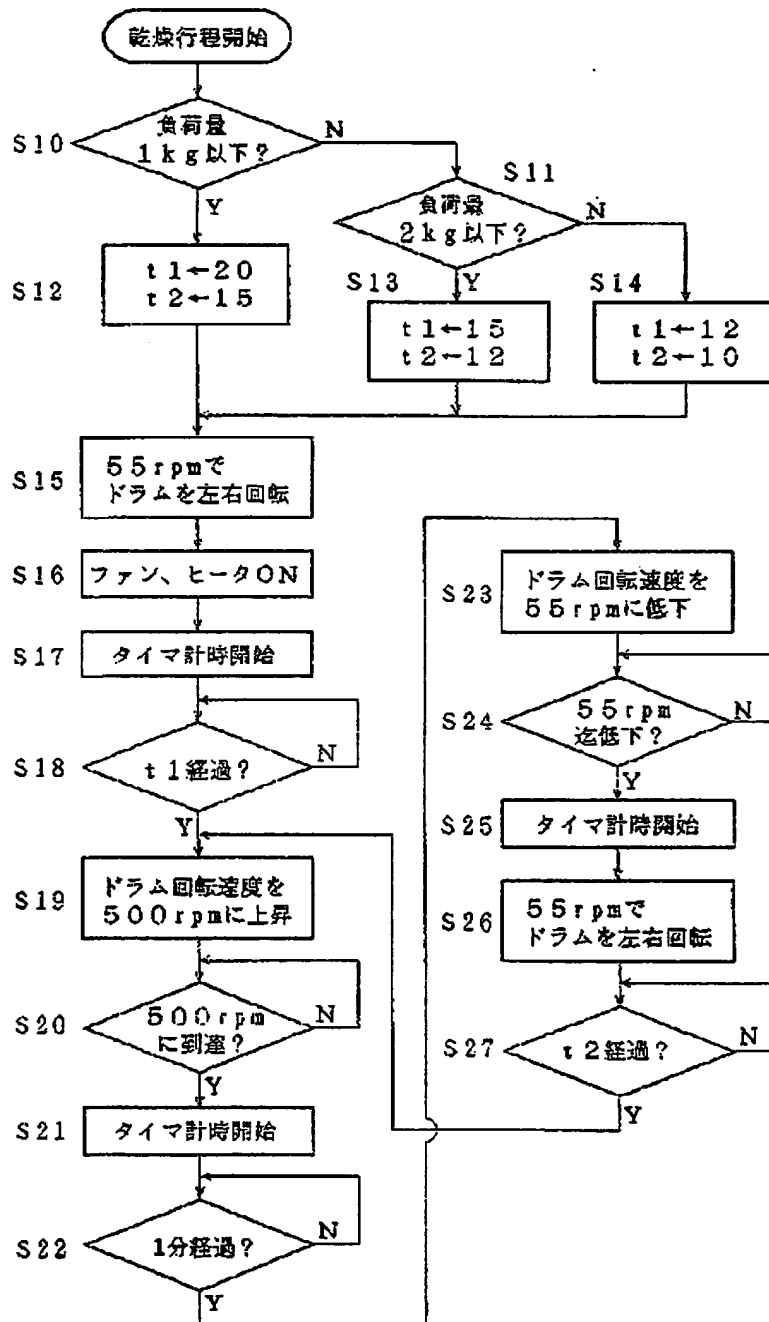 乾燥行程開始
S10
負荷量
1kg以下?
N
Y
S11
負荷量
2kg以下?
N
Y
S12
t1←20
t2←15
S13
t1←15
t2←12
S14
t1←12
t2←10
S15
55rpmで
ドラムを左右回転
S16
ファン、ヒータON
S17
タイマ計時開始
S18
t1経過?
N
Y
S19
ドラム回転速度を
500rpmに上昇
S20
500rpm
に到達?
N
Y
S21
タイマ計時開始
S22
1分経過?
N
Y
S23
ドラム回転速度を
55rpmに低下
S24
55rpm
迄低下?
N
Y
S25
タイマ計時開始
S26
55rpmで
ドラムを左右回転
S27
t2経過?
N
Y